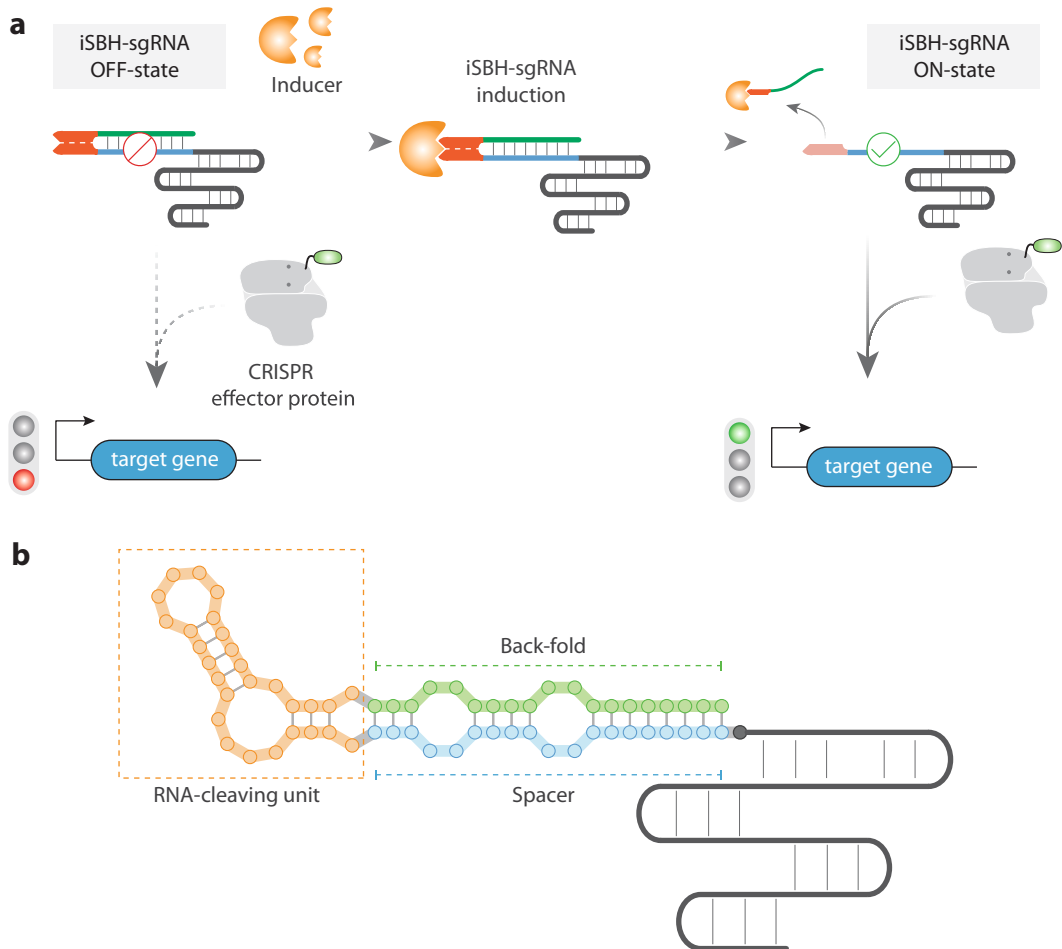 a
iSBH-sgRNA
OFF-state
Inducer
iSBH-sgRNA
induction
iSBH-sgRNA
ON-state
CRISPR
effector protein
target gene
target gene
b
Back-fold
RNA-cleaving unit
Spacer